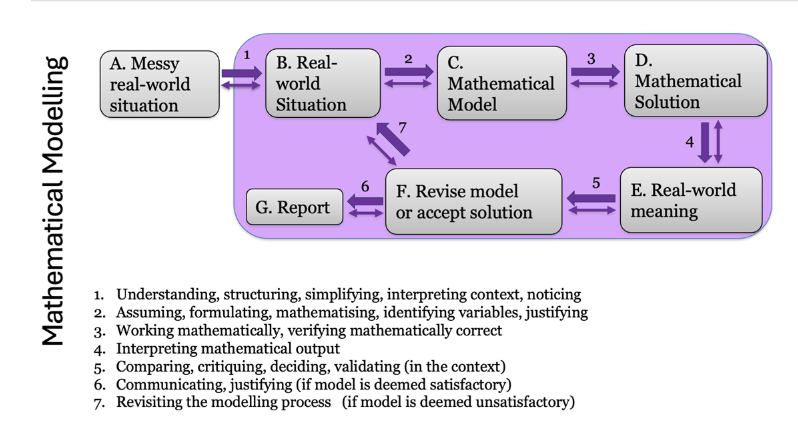 Mathematical Modelling
A. Messy
real-world
situation
1
B. Real-
world
Situation
2
C.
Mathematical
Model
3
D.
Mathematical
Solution
4
E. Real-world
meaning
5
F. Revise model
or accept solution
6
G. Report
7
1. Understanding, structuring, simplifying, interpreting context, noticing
2. Assuming, formulating, mathematising, identifying variables, justifying
3. Working mathematically, verifying mathematically correct
4. Interpreting mathematical output
5. Comparing, critiquing, deciding, validating (in the context)
6. Communicating, justifying (if model is deemed satisfactory)
7. Revisiting the modelling process (if model is deemed unsatisfactory)